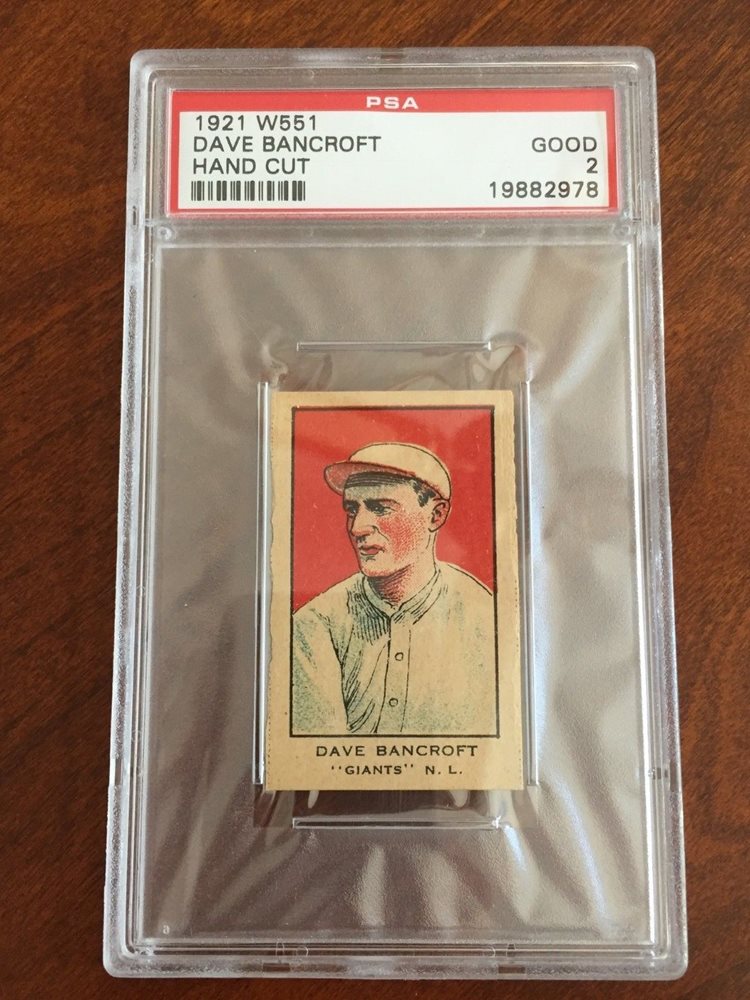 PSA
1921 W551
DAVE BANCROFT GOOD
HAND CUT 2
19882978
DAVE BANCROFT
"GIANTS" N. L.